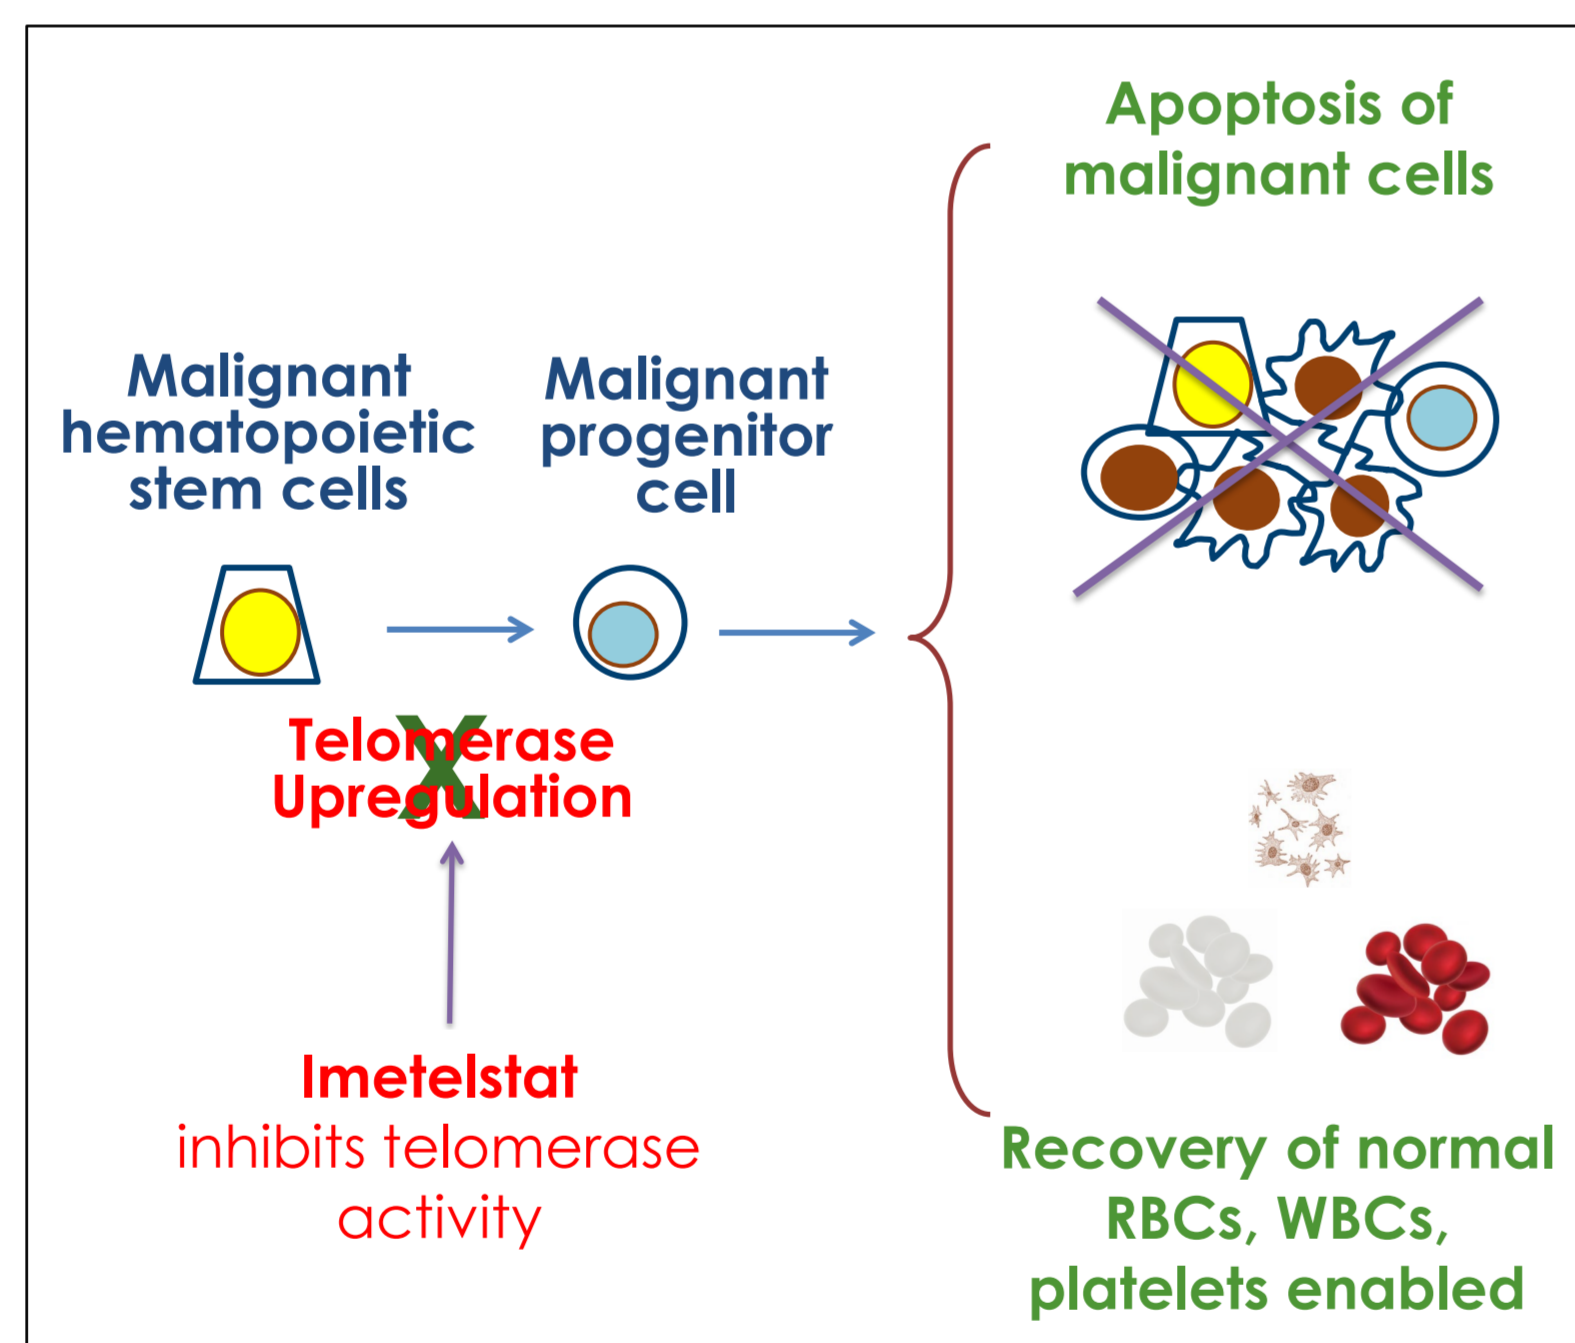 Apoptosis of
malignant cells
Malignant
hematopoietic
stem cells
Malignant
progenitor
cell
Telomerase
Upregulation
X
Imetelstat
inhibits telomerase
activity
Recovery of normal
RBCs, WBCs,
platelets enabled